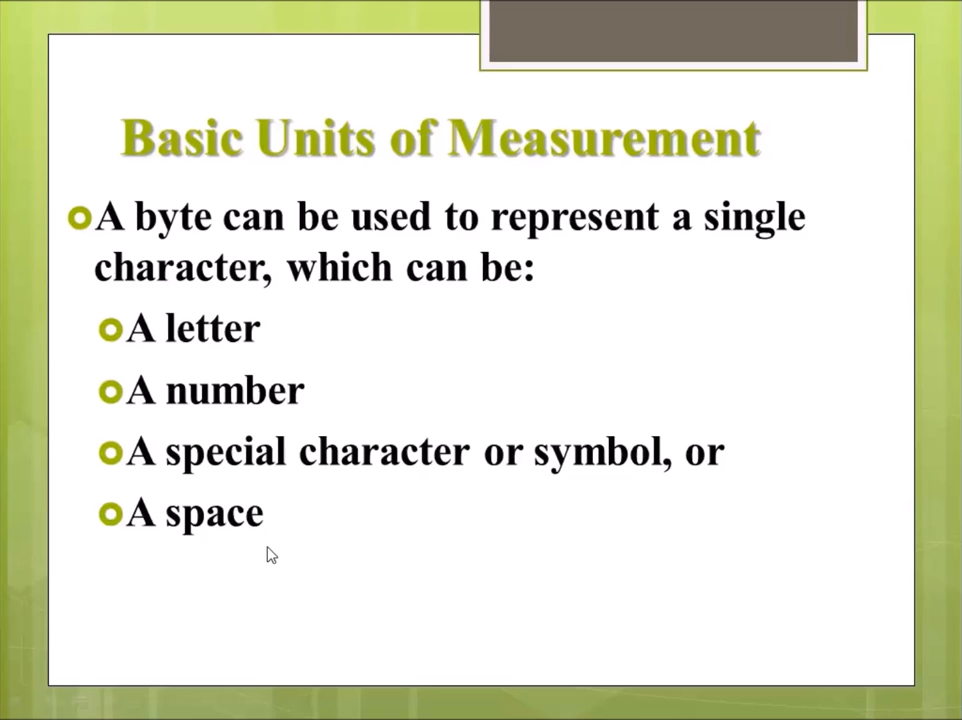 Basic Units of Measurement
A byte can be used to represent a single
character, which can be:
A letter
A number
A special character or symbol, or
A space